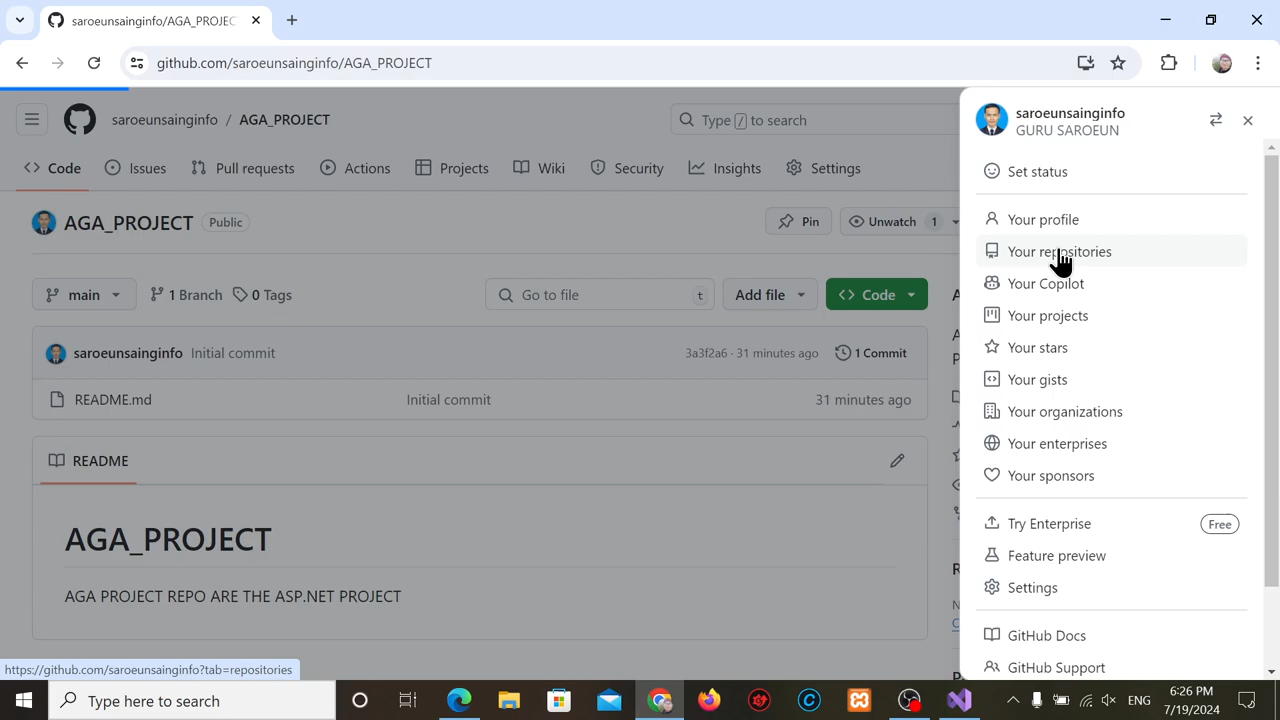 saroeunsainginfo/AGA_PROJEC
github.com/saroeunsainginfo/AGA_PROJECT
saroeunsainginfo / AGA_PROJECT
Type / to search
saroeunsainginfo
GURU SAROEUN
Code
Issues
Pull requests
Actions
Projects
Wiki
Security
Insights
Settings
Set status
AGA_PROJECT
Public
Pin
Unwatch 1
Your profile
Your repositories
Your Copilot
Your projects
Your stars
Your gists
Your organizations
Your enterprises
Your sponsors
Try Enterprise
Free
Feature preview
Settings
GitHub Docs
GitHub Support
main
1 Branch
0 Tags
Go to file
t
Add file
Code
saroeunsainginfo Initial commit
3a3f2a6 · 31 minutes ago
1 Commit
README.md
Initial commit
31 minutes ago
README
AGA_PROJECT
AGA PROJECT REPO ARE THE ASP.NET PROJECT
https://github.com/saroeunsainginfo?tab=repositories
Type here to search
ENG
6:26 PM
7/19/2024